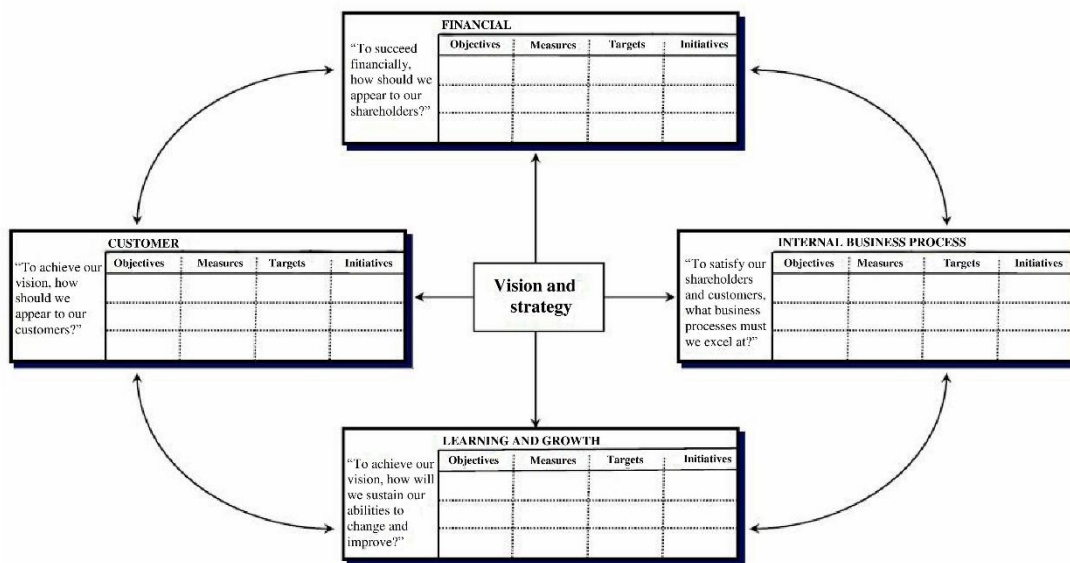 FINANCIAL
“To succeed
financially,
how should we
appear to our
shareholders?”
Objectives Measures Targets Initiatives
CUSTOMER
“To achieve our
vision, how
should we
appear to our
customers?”
Objectives Measures Targets Initiatives
Vision and
strategy
INTERNAL BUSINESS PROCESS
“To satisfy our
shareholders
and customers,
what business
processes must
we excel at?”
Objectives Measures Targets Initiatives
LEARNING AND GROWTH
“To achieve our
vision, how will
we sustain our
abilities to
change and
improve?”
Objectives Measures Targets Initiatives